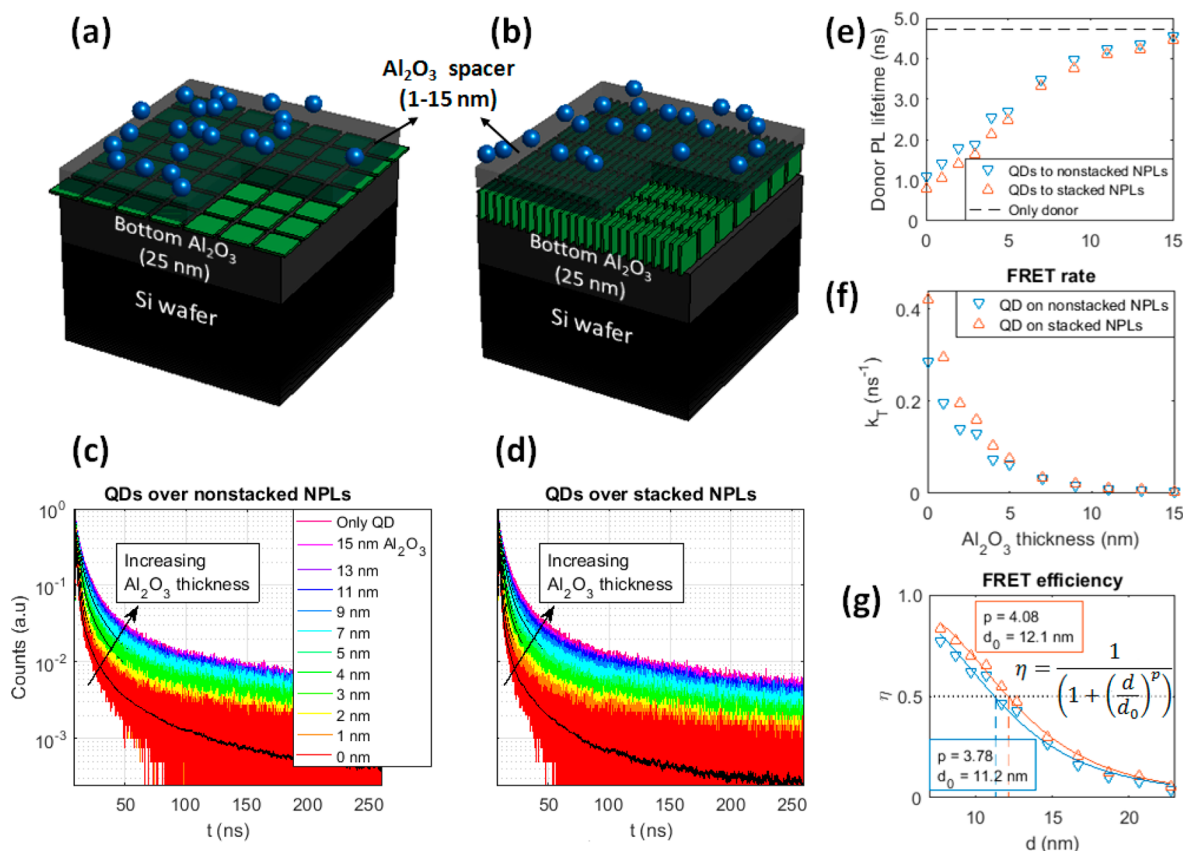 (a)
(b)
Al2O3 spacer
(1-15 nm)
Bottom Al2O3
(25 nm)
Si wafer
Bottom Al2O3
(25 nm)
Si wafer
(c)
QDs over nonstacked NPLs
Counts (a.u)
10^0
10^-1
10^-2
10^-3
Increasing
Al2O3 thickness
Only QD
15 nm Al2O3
13 nm
11 nm
9 nm
7 nm
5 nm
4 nm
3 nm
2 nm
1 nm
0 nm
50 100 150 200 250
t (ns)
(d)
QDs over stacked NPLs
Increasing
Al2O3 thickness
50 100 150 200 250
t (ns)
(e)
Donor PL lifetime (ns)
5.0
4.0
3.0
2.0
1.0
0
QDs to nonstacked NPLs
QDs to stacked NPLs
Only donor
0 5 10 15
(f)
FRET rate
kT (ns-1)
0.4
0.2
0
QD on nonstacked NPLs
QD on stacked NPLs
0 5 10 15
Al2O3 thickness (nm)
(g)
FRET efficiency
η
1.0
0.5
0
p = 4.08
d0 = 12.1 nm
η = 1 / (1 + (d/d0)^p)
p = 3.78
d0 = 11.2 nm
10 15 20
d (nm)